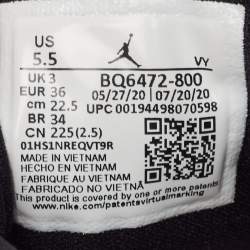 US
5.5 VY
UK 3 BQ6472-800
EUR 36 05/27/20 07/20/20
cm 22.5 UPC 00194498070598
BR 34
CN 225(2.5)
01HS1NREQVT9R
MADE IN VIETNAM
HECHO EN VIETNAM
FABRIQUÉ AU VIETNAM
FABRICADO NO VIETNÃ
This product is covered by one or more patents. See
www.nike.com/patentsvirtualmarking